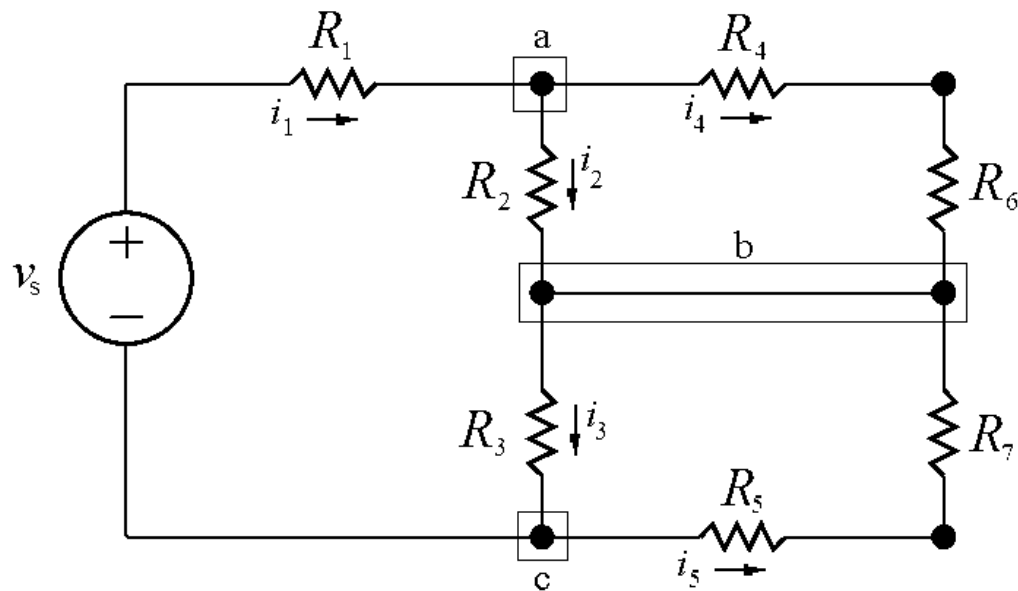 a
R₁
R₄
i₁
i₄
R₂
i₂
R₆
b
+
vₛ
−
R₃
i₃
R₇
R₅
i₅
c